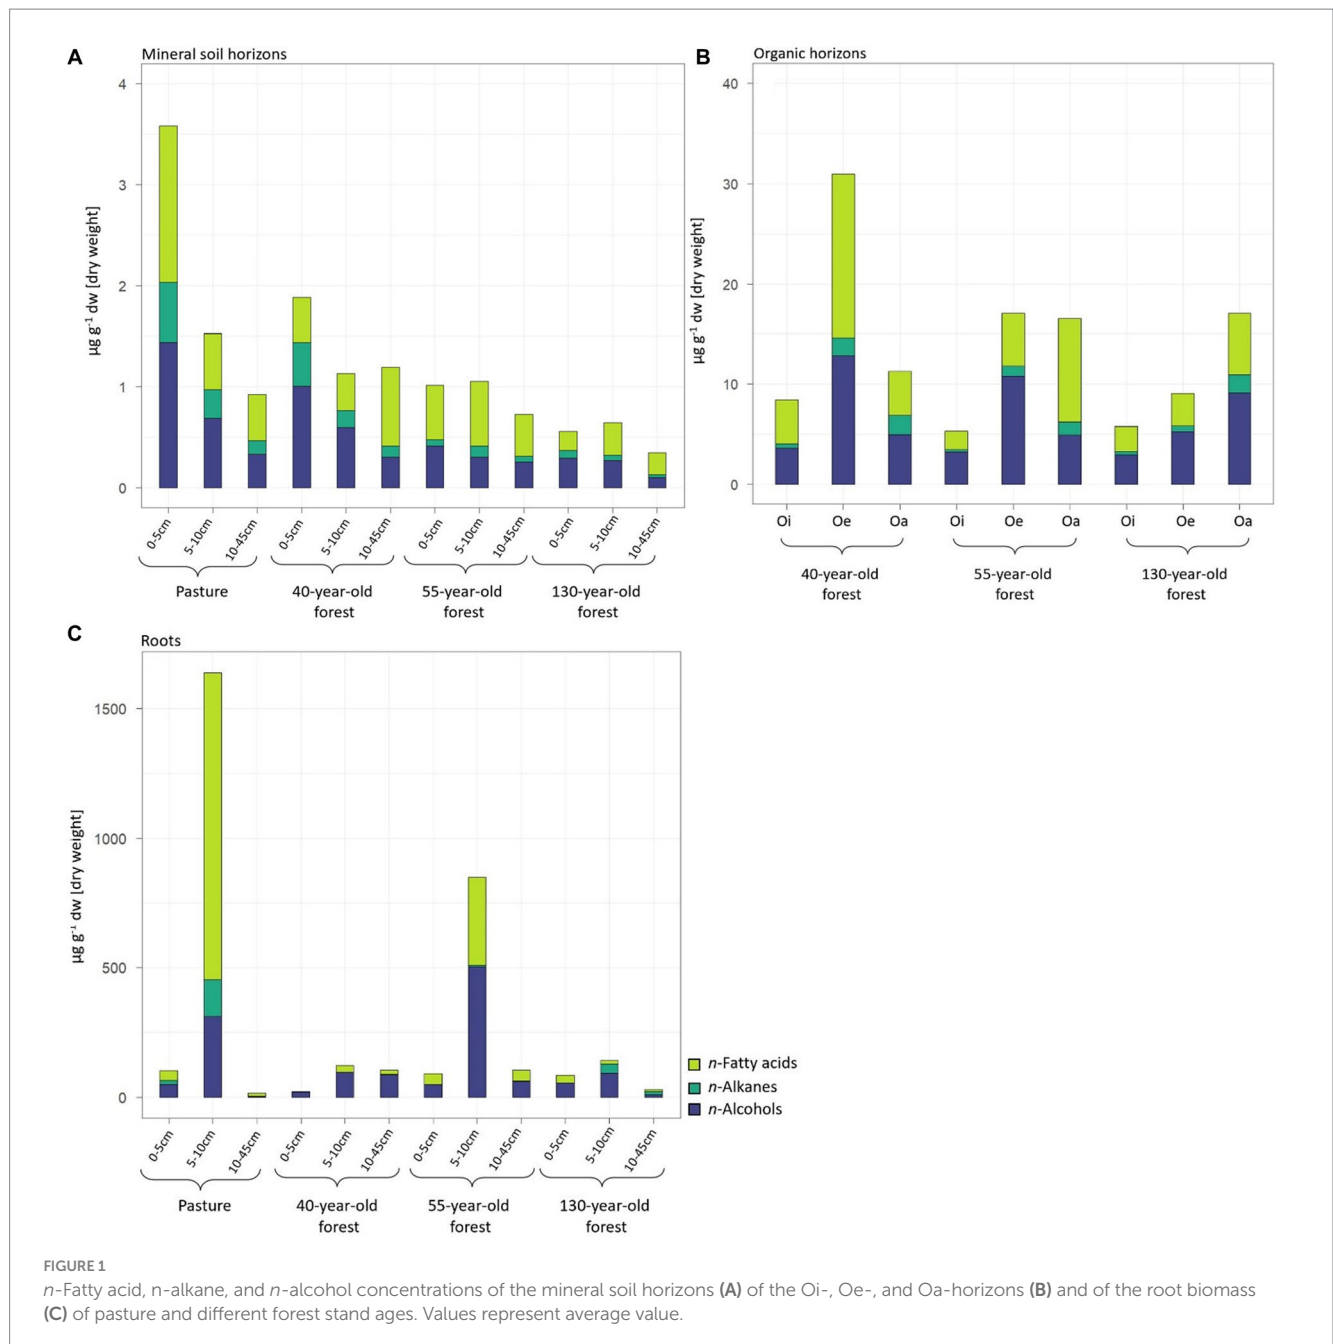 A
Mineral soil horizons
µg g⁻¹ dw [dry weight]
4
3
2
1
0
0-5cm
5-10cm
10-45cm
0-5cm
5-10cm
10-45cm
0-5cm
5-10cm
10-45cm
0-5cm
5-10cm
10-45cm
Pasture
40-year-old
forest
55-year-old
forest
130-year-old
forest
B
Organic horizons
µg g⁻¹ dw [dry weight]
40
30
20
10
0
Oi
Oe
Oa
Oi
Oe
Oa
Oi
Oe
Oa
40-year-old
forest
55-year-old
forest
130-year-old
forest
C
Roots
µg g⁻¹ dw [dry weight]
1500
1000
500
0
0-5cm
5-10cm
10-45cm
0-5cm
5-10cm
10-45cm
0-5cm
5-10cm
10-45cm
0-5cm
5-10cm
10-45cm
Pasture
40-year-old
forest
55-year-old
forest
130-year-old
forest
n-Fatty acids
n-Alkanes
n-Alcohols
FIGURE 1
n-Fatty acid, n-alkane, and n-alcohol concentrations of the mineral soil horizons (A) of the Oi-, Oe-, and Oa-horizons (B) and of the root biomass
(C) of pasture and different forest stand ages. Values represent average value.